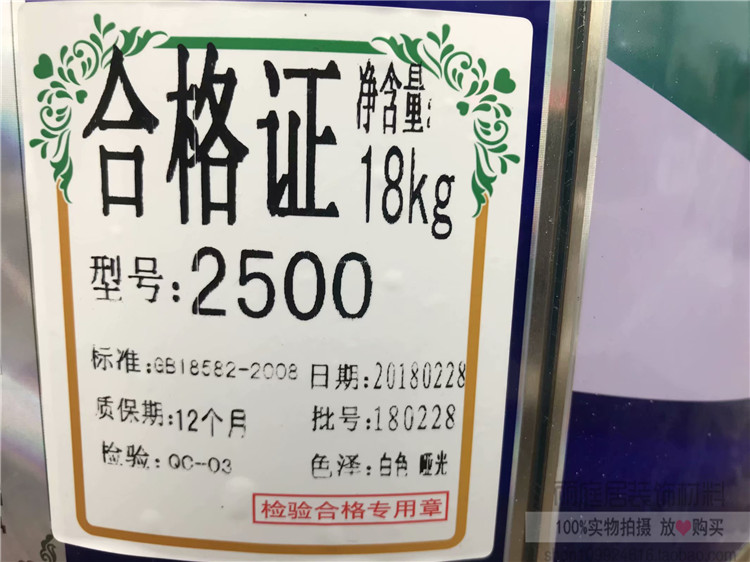 合格证
净含量:
18kg
型号:2500
标准:GB18582-2008
日期:20180228
质保期:12个月
批号:180228
检验:QC-03
色泽:白色 哑光
检验合格专用章
100%实物拍摄 放❤购买